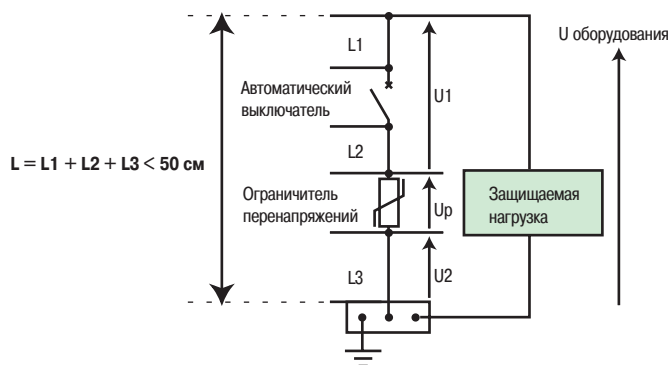 U оборудования
L1
Автоматический
выключатель
U1
L2
L = L1 + L2 + L3 < 50 см
Ограничитель
перенапряжений
Up
Защищаемая
нагрузка
L3
U2